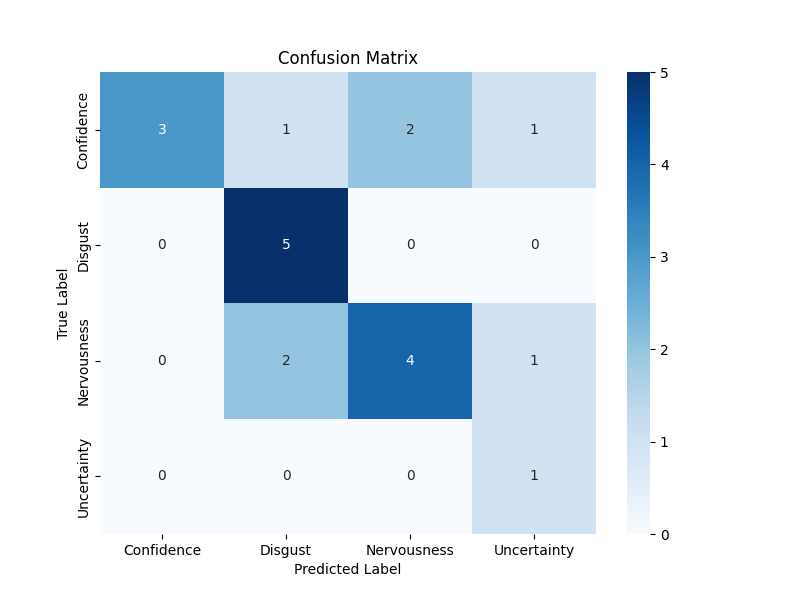 Confusion Matrix
True Label
Confidence
3
1
2
1
Disgust
0
5
0
0
Nervousness
0
2
4
1
Uncertainty
0
0
0
1
Confidence
Disgust
Nervousness
Uncertainty
Predicted Label
5
4
3
2
1
0